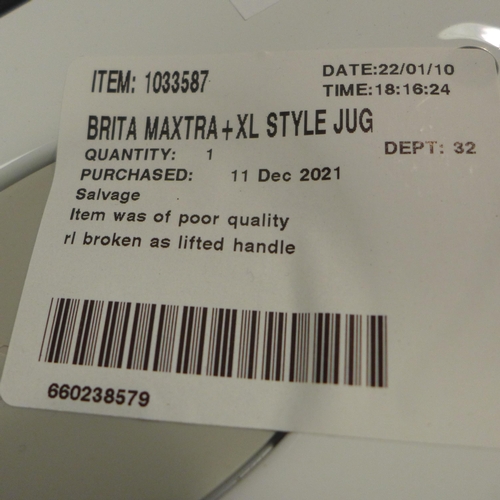 ITEM: 1033587
DATE:22/01/10
TIME:18:16:24
BRITA MAXTRA+XL STYLE JUG
DEPT: 32
QUANTITY: 1
PURCHASED: 11 Dec 2021
Salvage
Item was of poor quality
rl broken as lifted handle
660238579